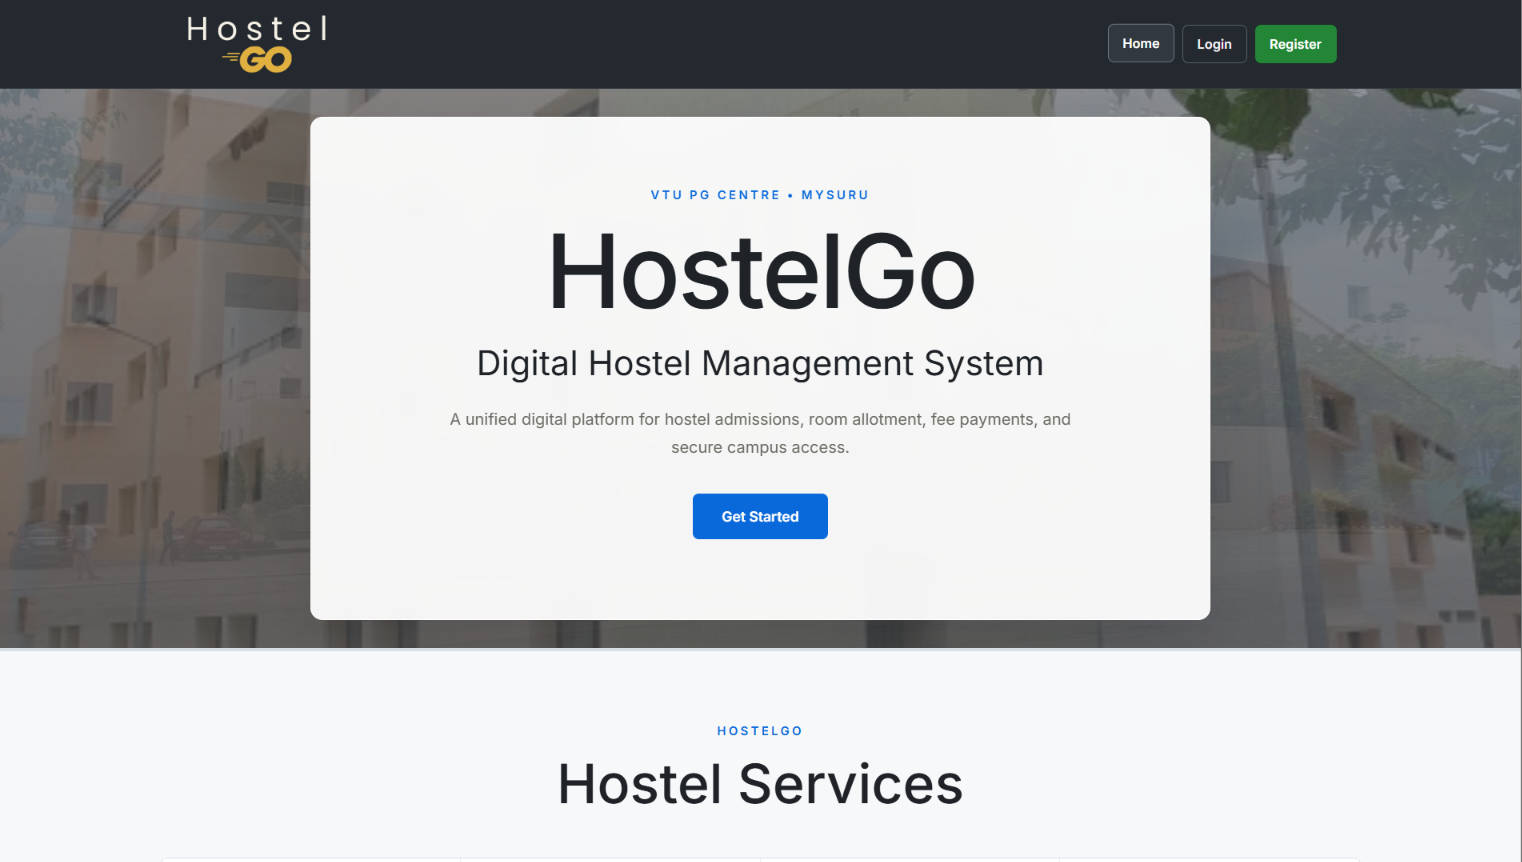 Hostel
GO
Home
Login
Register
VTU PG CENTRE • MYSURU
HostelGo
Digital Hostel Management System
A unified digital platform for hostel admissions, room allotment, fee payments, and
secure campus access.
Get Started
HOSTELGO
Hostel Services